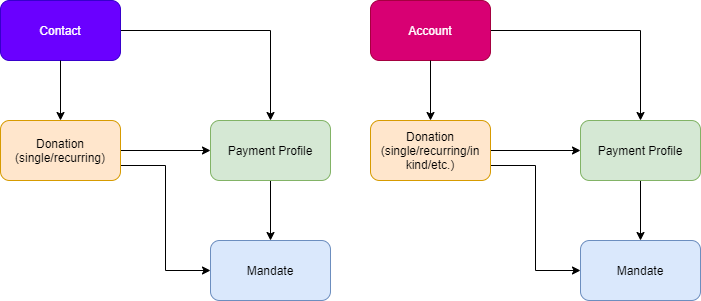 Contact
Account
Donation
(single/recurring)
Payment Profile
Donation
(single/recurring/in
kind/etc.)
Payment Profile
Mandate
Mandate